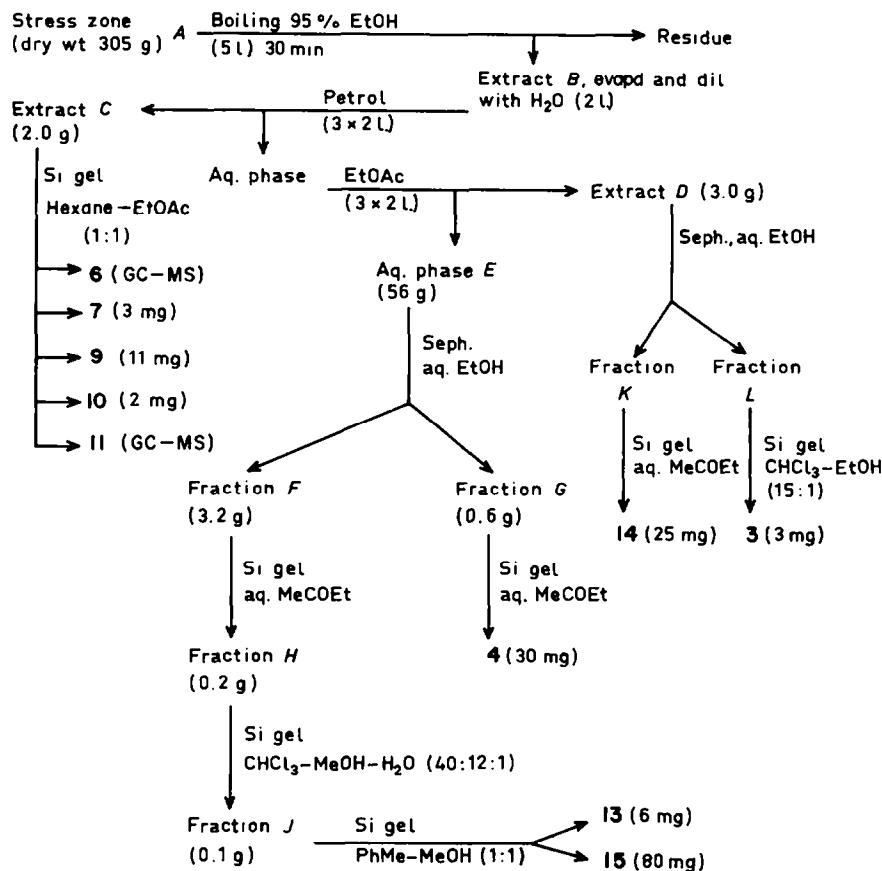 Stress zone
(dry wt 305 g) A
Boiling 95% EtOH
(5 l) 30 min
Residue
Extract B, evapd and dil
with H₂O (2 l.)
Petrol
(3 × 2 l.)
Extract C
(2.0 g)
Aq. phase
Si gel
Hexane–EtOAc
(1:1)
6 (GC–MS)
7 (3 mg)
9 (11 mg)
10 (2 mg)
11 (GC–MS)
EtOAc
(3 × 2 l.)
Extract D (3.0 g)
Seph., aq. EtOH
Aq. phase E
(56 g)
Seph.
aq. EtOH
Fraction
K
Fraction
L
Si gel
aq. MeCOEt
Si gel
CHCl₃–EtOH
(15:1)
14 (25 mg)
3 (3 mg)
Fraction F
(3.2 g)
Fraction G
(0.6 g)
Si gel
aq. MeCOEt
Si gel
aq. MeCOEt
Fraction H
(0.2 g)
4 (30 mg)
Si gel
CHCl₃–MeOH–H₂O (40:12:1)
Fraction J
(0.1 g)
Si gel
PhMe–MeOH (1:1)
13 (6 mg)
15 (80 mg)